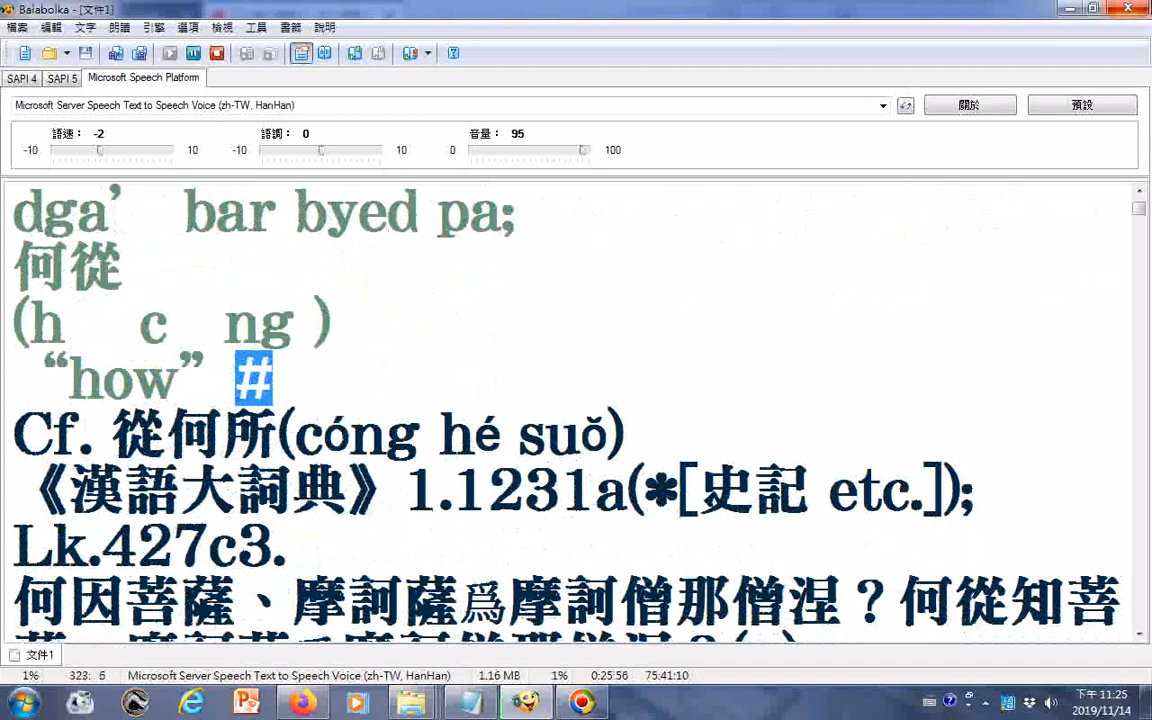 Balabolka - [文件1]
檔案 編輯 文字 朗讀 引擎 選項 檢視 工具 書籤 說明
SAPI 4 SAPI 5 Microsoft Speech Platform
Microsoft Server Speech Text to Speech Voice (zh-TW, HanHan) 關於 預設
語速： -2 語調： 0 音量： 95
-10 10 -10 10 0 100
dga’ bar byed pa;
何從
(h c ng )
“how” #
Cf. 從何所(cóng hé suǒ)
《漢語大詞典》1.1231a(*[史記 etc.]);
Lk.427c3.
何因菩薩、摩訶薩爲摩訶僧那僧涅？何從知菩
文件1
1% 323: 6 Microsoft Server Speech Text to Speech Voice (zh-TW, HanHan) 1.16 MB 1% 0:25:56 75:41:10
下午 11:25
2019/11/14